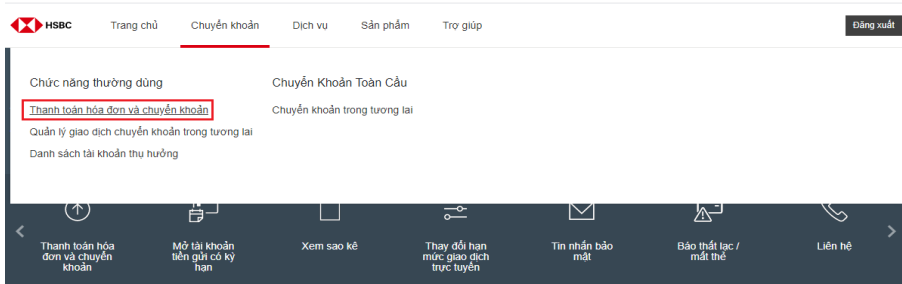 HSBC Trang chủ Chuyển khoản Dịch vụ Sản phẩm Trợ giúp Đăng xuất
Chức năng thường dùng
Thanh toán hóa đơn và chuyển khoản
Quản lý giao dịch chuyển khoản trong tương lai
Danh sách tài khoản thụ hưởng
Chuyển Khoản Toàn Cầu
Chuyển khoản trong tương lai
Thanh toán hóa
đơn và chuyển
khoản
Mở tài khoản
tiền gửi có kỳ
hạn
Xem sao kê
Thay đổi hạn
mức giao dịch
trực tuyến
Tin nhắn bảo
mật
Báo thất lạc /
mất thẻ
Liên hệ